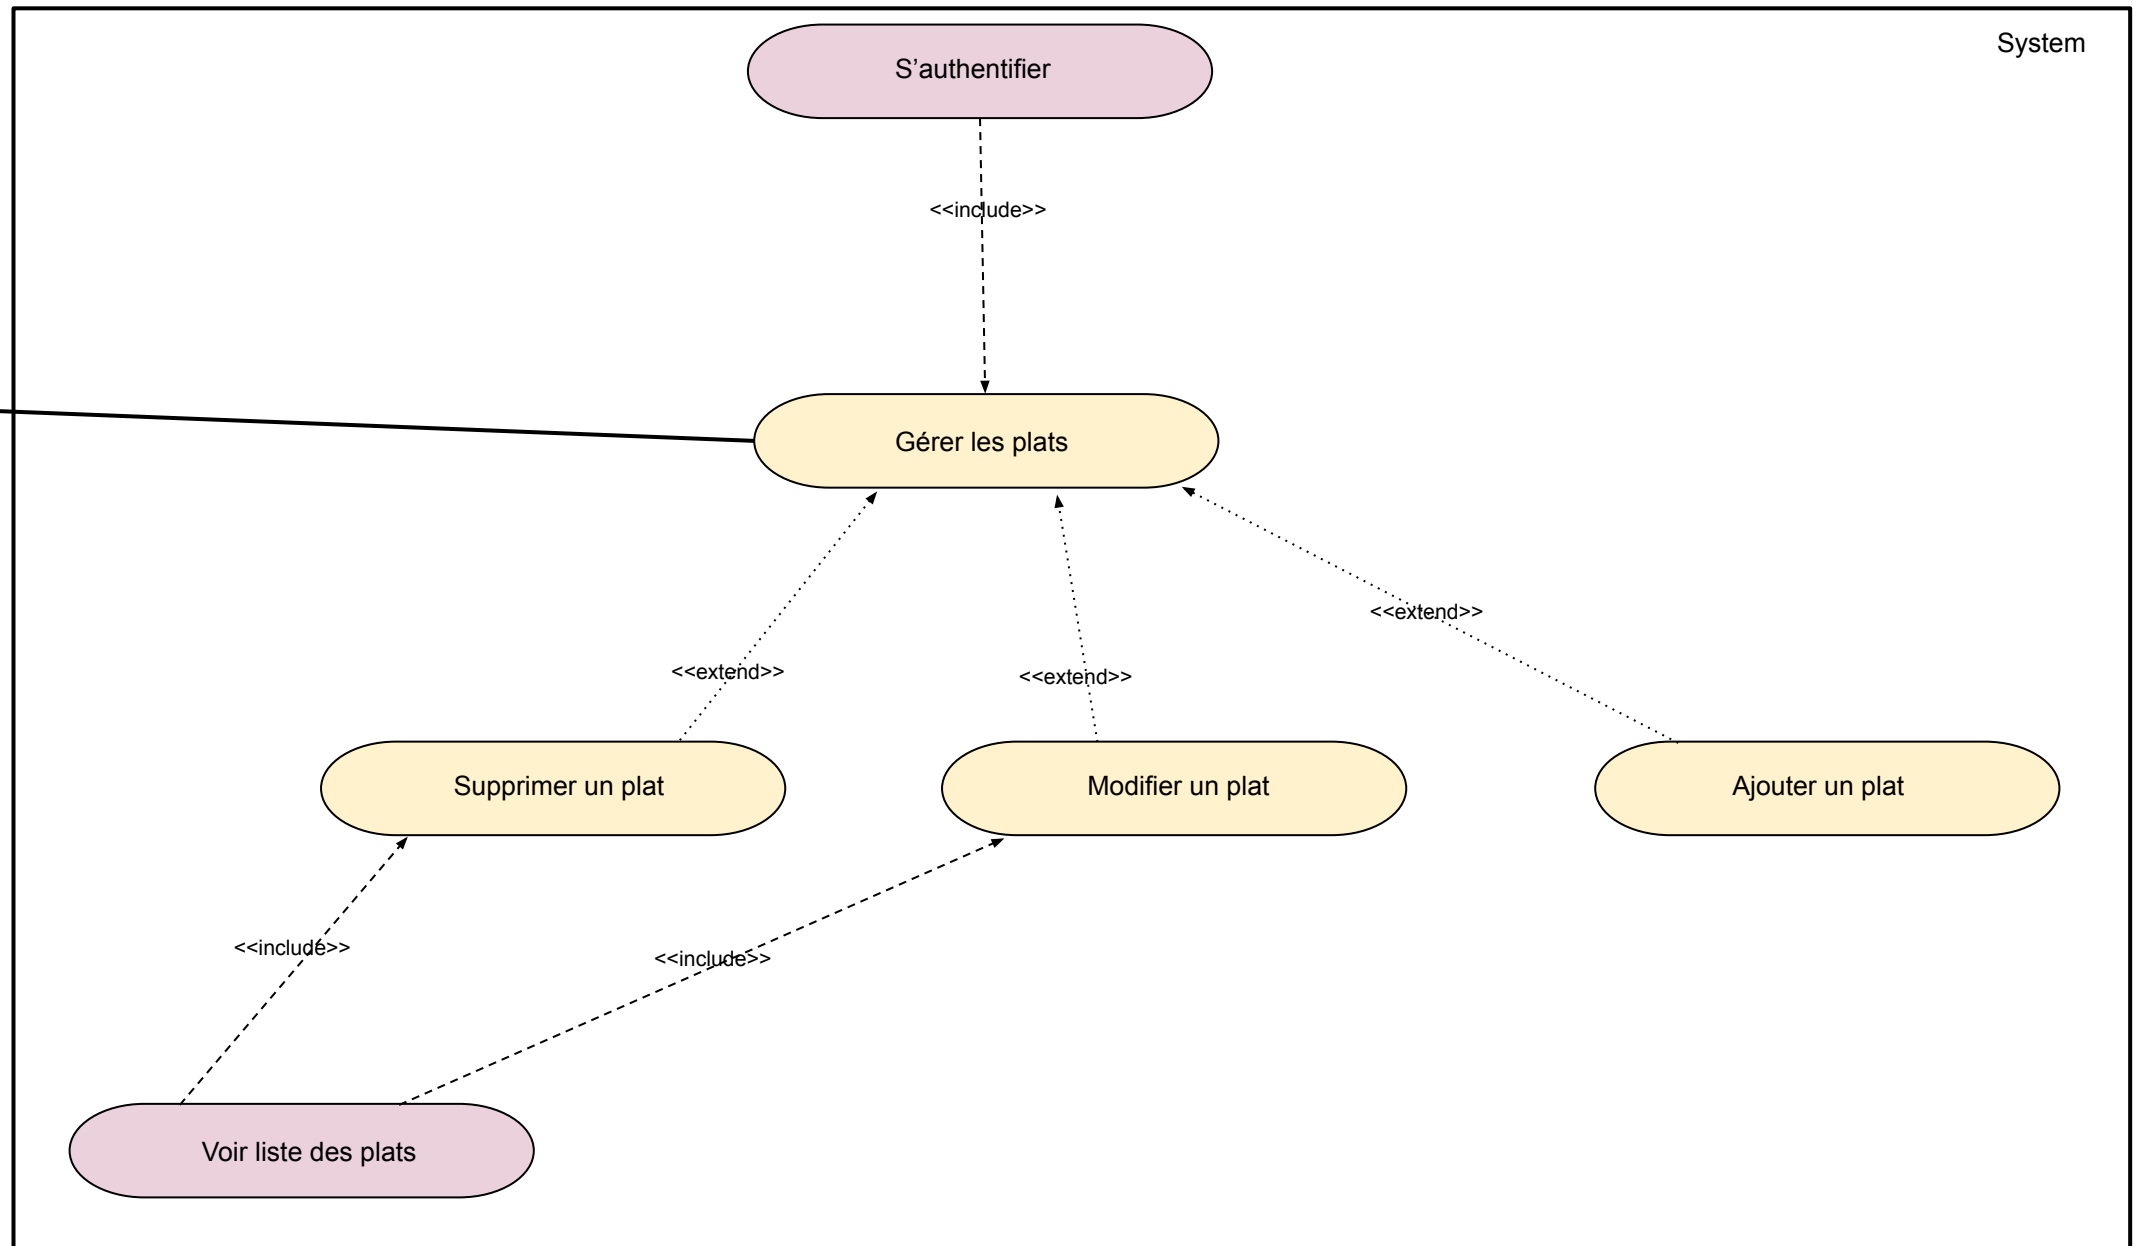 System
S’authentifier
<<include>>
Gérer les plats
<<extend>>
<<extend>>
<<extend>>
Supprimer un plat
Modifier un plat
Ajouter un plat
<<include>>
<<include>>
Voir liste des plats